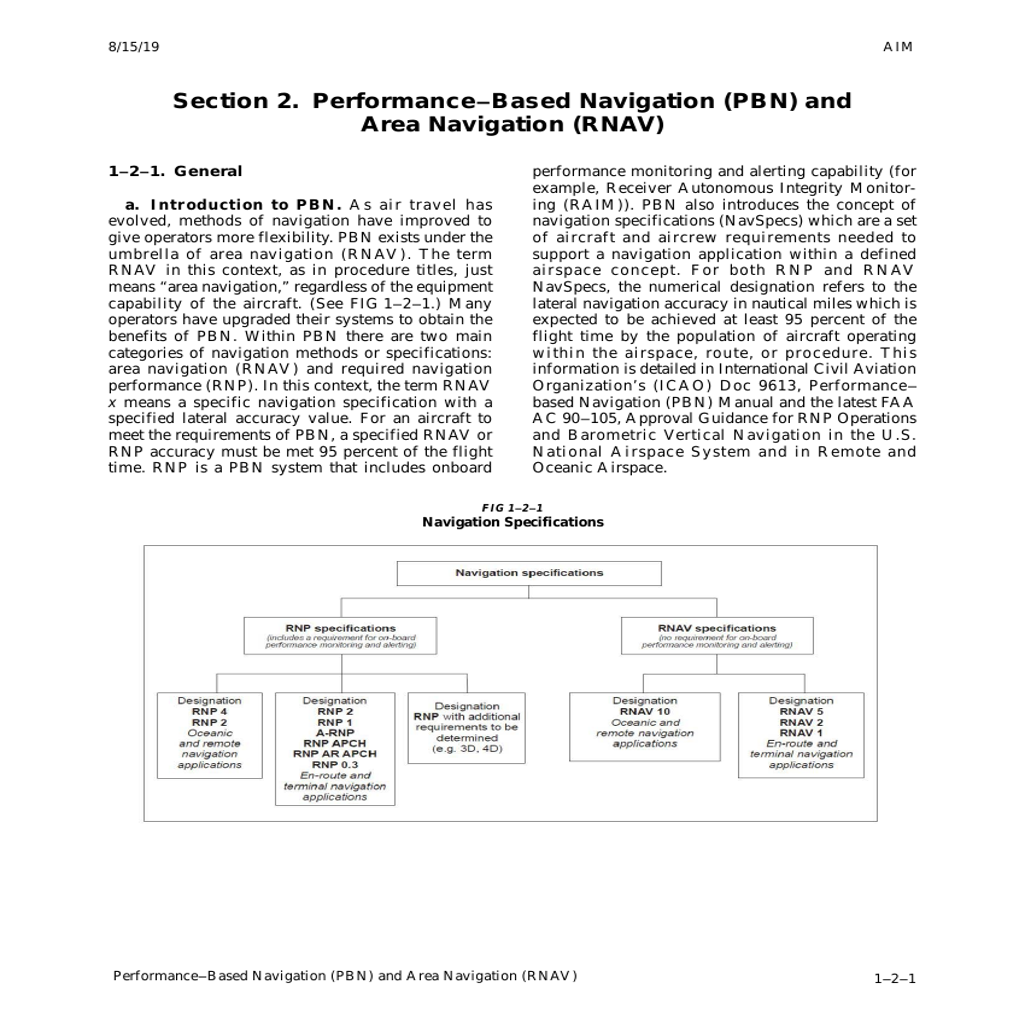 8/15/19
AIM
Section 2. Performance–Based Navigation (PBN) and
Area Navigation (RNAV)
1–2–1. General
a. Introduction to PBN. As air travel has
evolved, methods of navigation have improved to
give operators more flexibility. PBN exists under the
umbrella of area navigation (RNAV). The term
RNAV in this context, as in procedure titles, just
means “area navigation,” regardless of the equipment
capability of the aircraft. (See FIG 1–2–1.) Many
operators have upgraded their systems to obtain the
benefits of PBN. Within PBN there are two main
categories of navigation methods or specifications:
area navigation (RNAV) and required navigation
performance (RNP). In this context, the term RNAV
x means a specific navigation specification with a
specified lateral accuracy value. For an aircraft to
meet the requirements of PBN, a specified RNAV or
RNP accuracy must be met 95 percent of the flight
time. RNP is a PBN system that includes onboard
performance monitoring and alerting capability (for
example, Receiver Autonomous Integrity Monitor-
ing (RAIM)). PBN also introduces the concept of
navigation specifications (NavSpecs) which are a set
of aircraft and aircrew requirements needed to
support a navigation application within a defined
airspace concept. For both RNP and RNAV
NavSpecs, the numerical designation refers to the
lateral navigation accuracy in nautical miles which is
expected to be achieved at least 95 percent of the
flight time by the population of aircraft operating
within the airspace, route, or procedure. This
information is detailed in International Civil Aviation
Organization’s (ICAO) Doc 9613, Performance–
based Navigation (PBN) Manual and the latest FAA
AC 90–105, Approval Guidance for RNP Operations
and Barometric Vertical Navigation in the U.S.
National Airspace System and in Remote and
Oceanic Airspace.
FIG 1–2–1
Navigation Specifications
Navigation specifications
RNP specifications
(includes a requirement for on-board
performance monitoring and alerting)
RNAV specifications
(no requirement for on-board
performance monitoring and alerting)
Designation
RNP 4
RNP 2
Oceanic
and remote
navigation
applications
Designation
RNP 2
RNP 1
A-RNP
RNP APCH
RNP AR APCH
RNP 0.3
En-route and
terminal navigation
applications
Designation
RNP with additional
requirements to be
determined
(e.g. 3D, 4D)
Designation
RNAV 10
Oceanic and
remote navigation
applications
Designation
RNAV 5
RNAV 2
RNAV 1
En-route and
terminal navigation
applications
Performance–Based Navigation (PBN) and Area Navigation (RNAV)
1–2–1